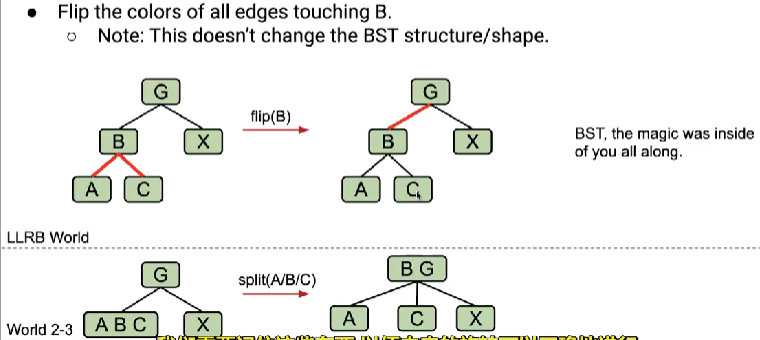 ● Flip the colors of all edges touching B.
○ Note: This doesn't change the BST structure/shape.
G
G
flip(B)
B
X
B
X
BST, the magic was inside
of you all along.
A
C
A
C
LLRB World
G
split(A/B/C)
B G
World 2-3
A B C
X
A
C
X